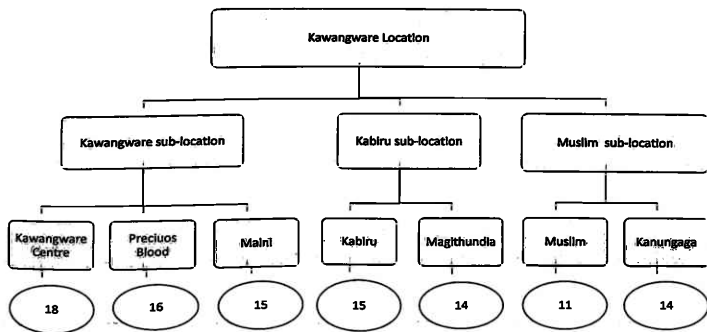 Kawangware Location
Kawangware sub-location
Kabiru sub-location
Muslim sub-location
Kawangware
Centre
Preciuos
Blood
Maini
Kabiru
Magithundia
Muslim
Kanungaga
18
16
15
15
14
11
14